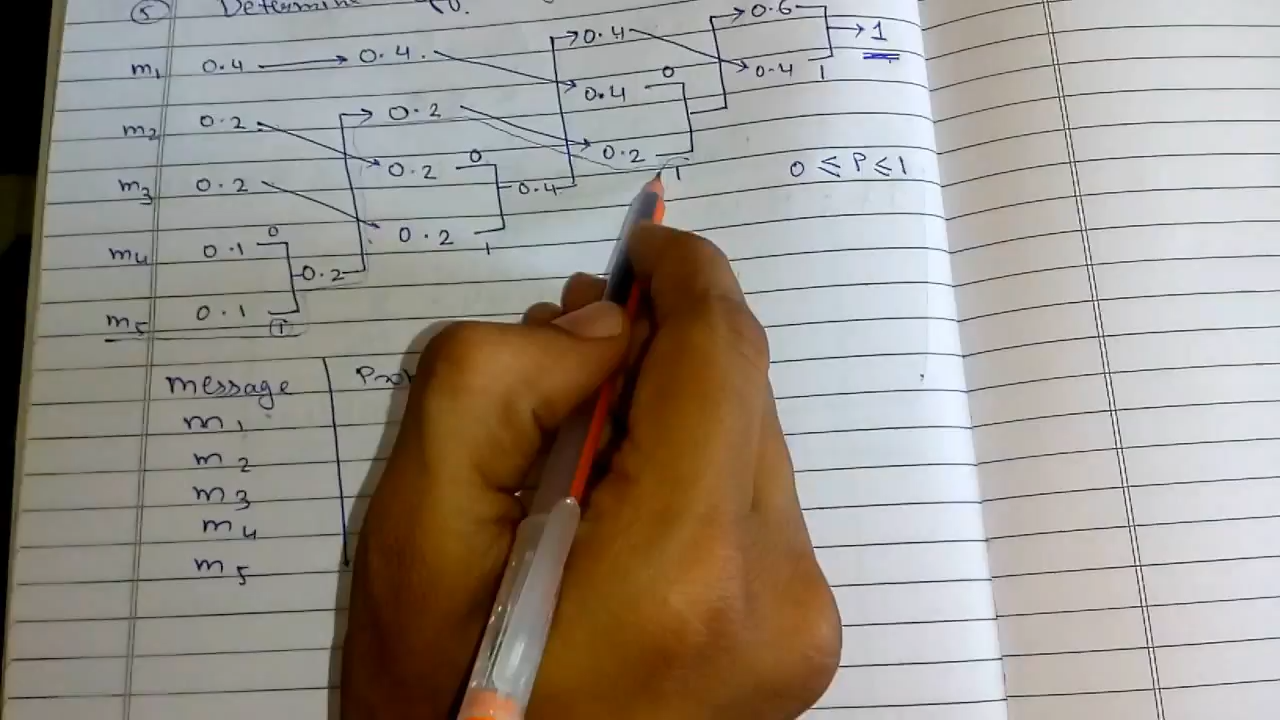 5 Determine
m1 0.4 0.4 0.4 0.6 1
0.4 0 0.4 1
m2 0.2 0.2 0.2 1
m3 0.2 0.2 0 0.4 0 ≤ P ≤ 1
m4 0.1 0 0.2 1
m5 0.1 1 0.2
message
m1
m2
m3
m4
m5